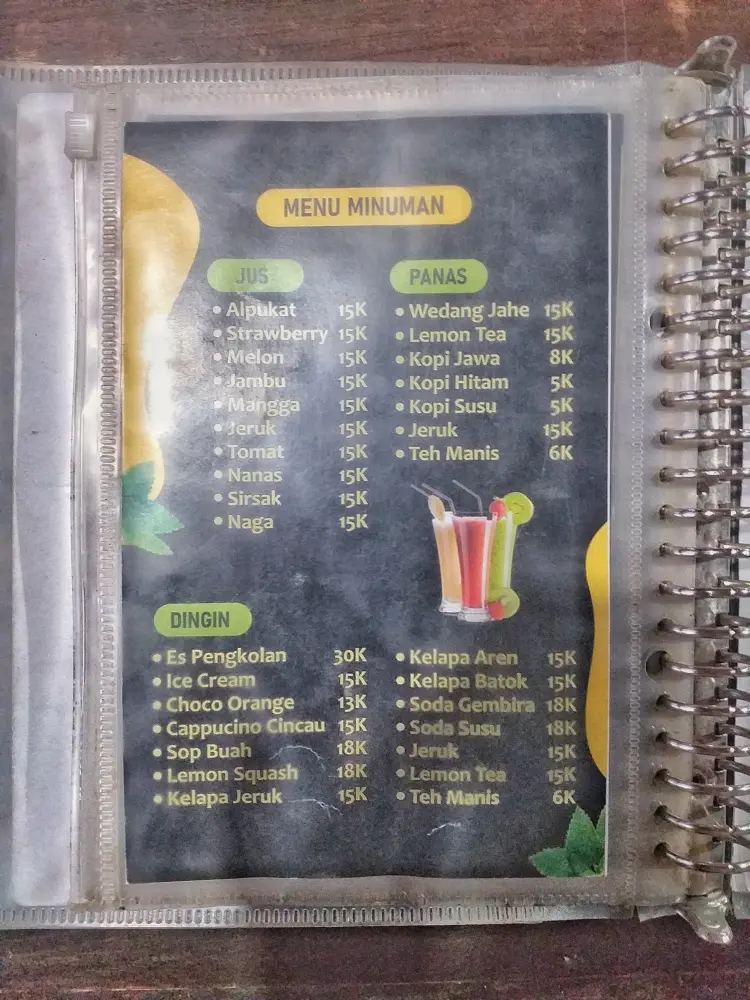 MENU MINUMAN
JUS
• Alpukat 15K
• Strawberry 15K
• Melon 15K
• Jambu 15K
• Mangga 15K
• Jeruk 15K
• Tomat 15K
• Nanas 15K
• Sirsak 15K
• Naga 15K
PANAS
• Wedang Jahe 15K
• Lemon Tea 15K
• Kopi Jawa 8K
• Kopi Hitam 5K
• Kopi Susu 5K
• Jeruk 15K
• Teh Manis 6K
DINGIN
• Es Pengkolan 30K
• Ice Cream 15K
• Choco Orange 13K
• Cappucino Cincau 15K
• Sop Buah 18K
• Lemon Squash 18K
• Kelapa Jeruk 15K
• Kelapa Aren 15K
• Kelapa Batok 15K
• Soda Gembira 18K
• Soda Susu 18K
• Jeruk 15K
• Lemon Tea 15K
• Teh Manis 6K